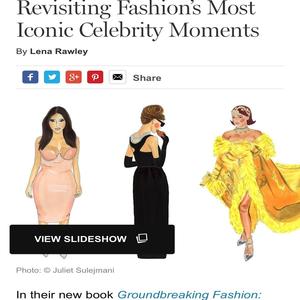 Revisiting Fashion's Most
Iconic Celebrity Moments
By Lena Rawley
Share
VIEW SLIDESHOW
Photo: © Juliet Sulejmani
In their new book Groundbreaking Fashion: